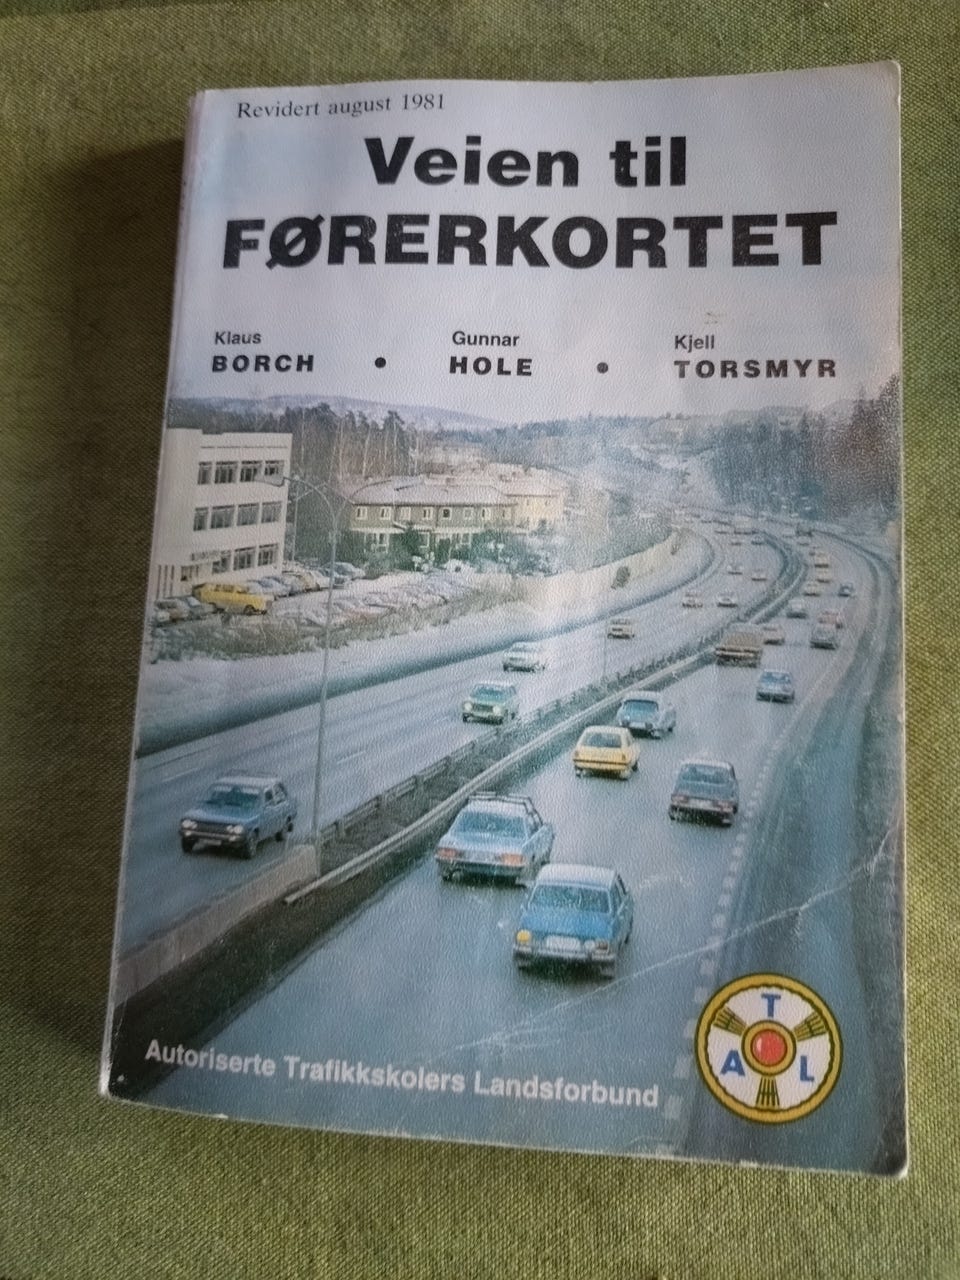 Revidert august 1981
Veien til
FØRERKORTET
Klaus
BORCH
•
Gunnar
HOLE
•
Kjell
TORSMYR
Autoriserte Trafikkskolers Landsforbund
T
A L